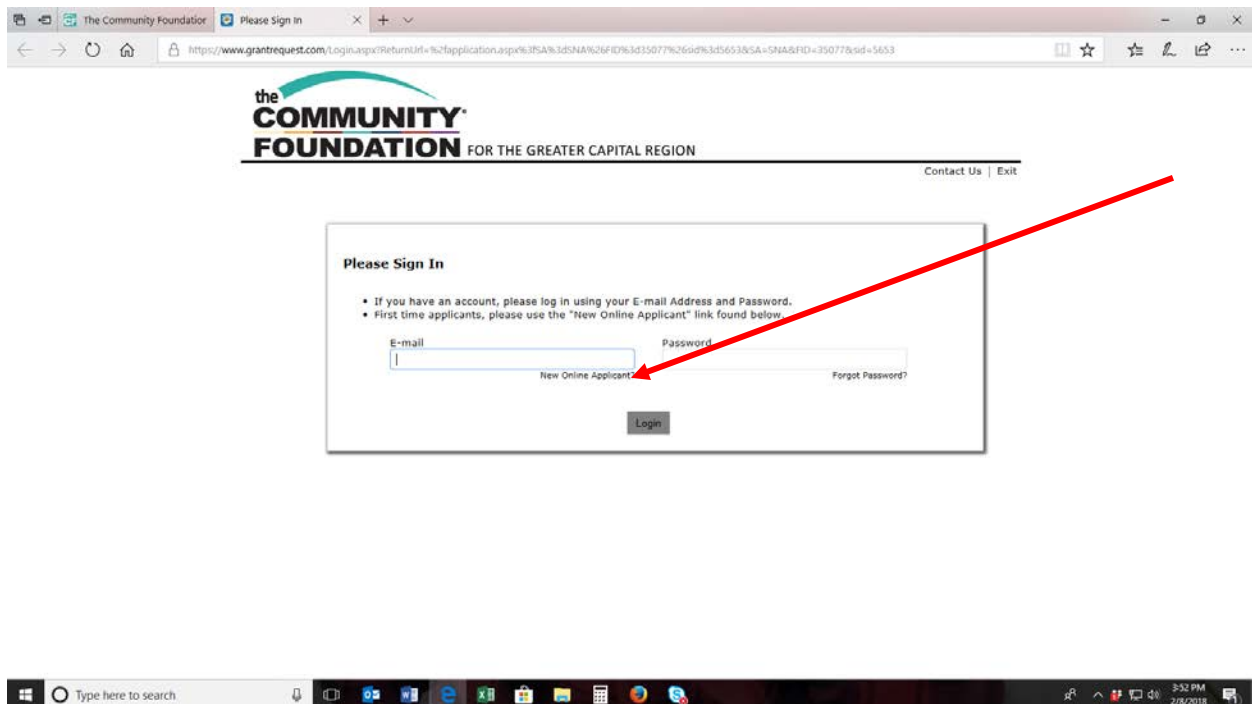 The Community Foundation
Please Sign In
https://www.grantrequest.com/Login.aspx?ReturnUrl=%2fapplication.aspx%3fSA%3dSNA%26FID%3d35077%26sid%3d5653&SA=SNA&FID=35077&sid=5653
the
COMMUNITY
FOUNDATION FOR THE GREATER CAPITAL REGION
Contact Us | Exit
Please Sign In
• If you have an account, please log in using your E-mail Address and Password.
• First time applicants, please use the "New Online Applicant" link found below.
E-mail Password
New Online Applicant? Forgot Password?
Login
Type here to search
3:52 PM
2/8/2018